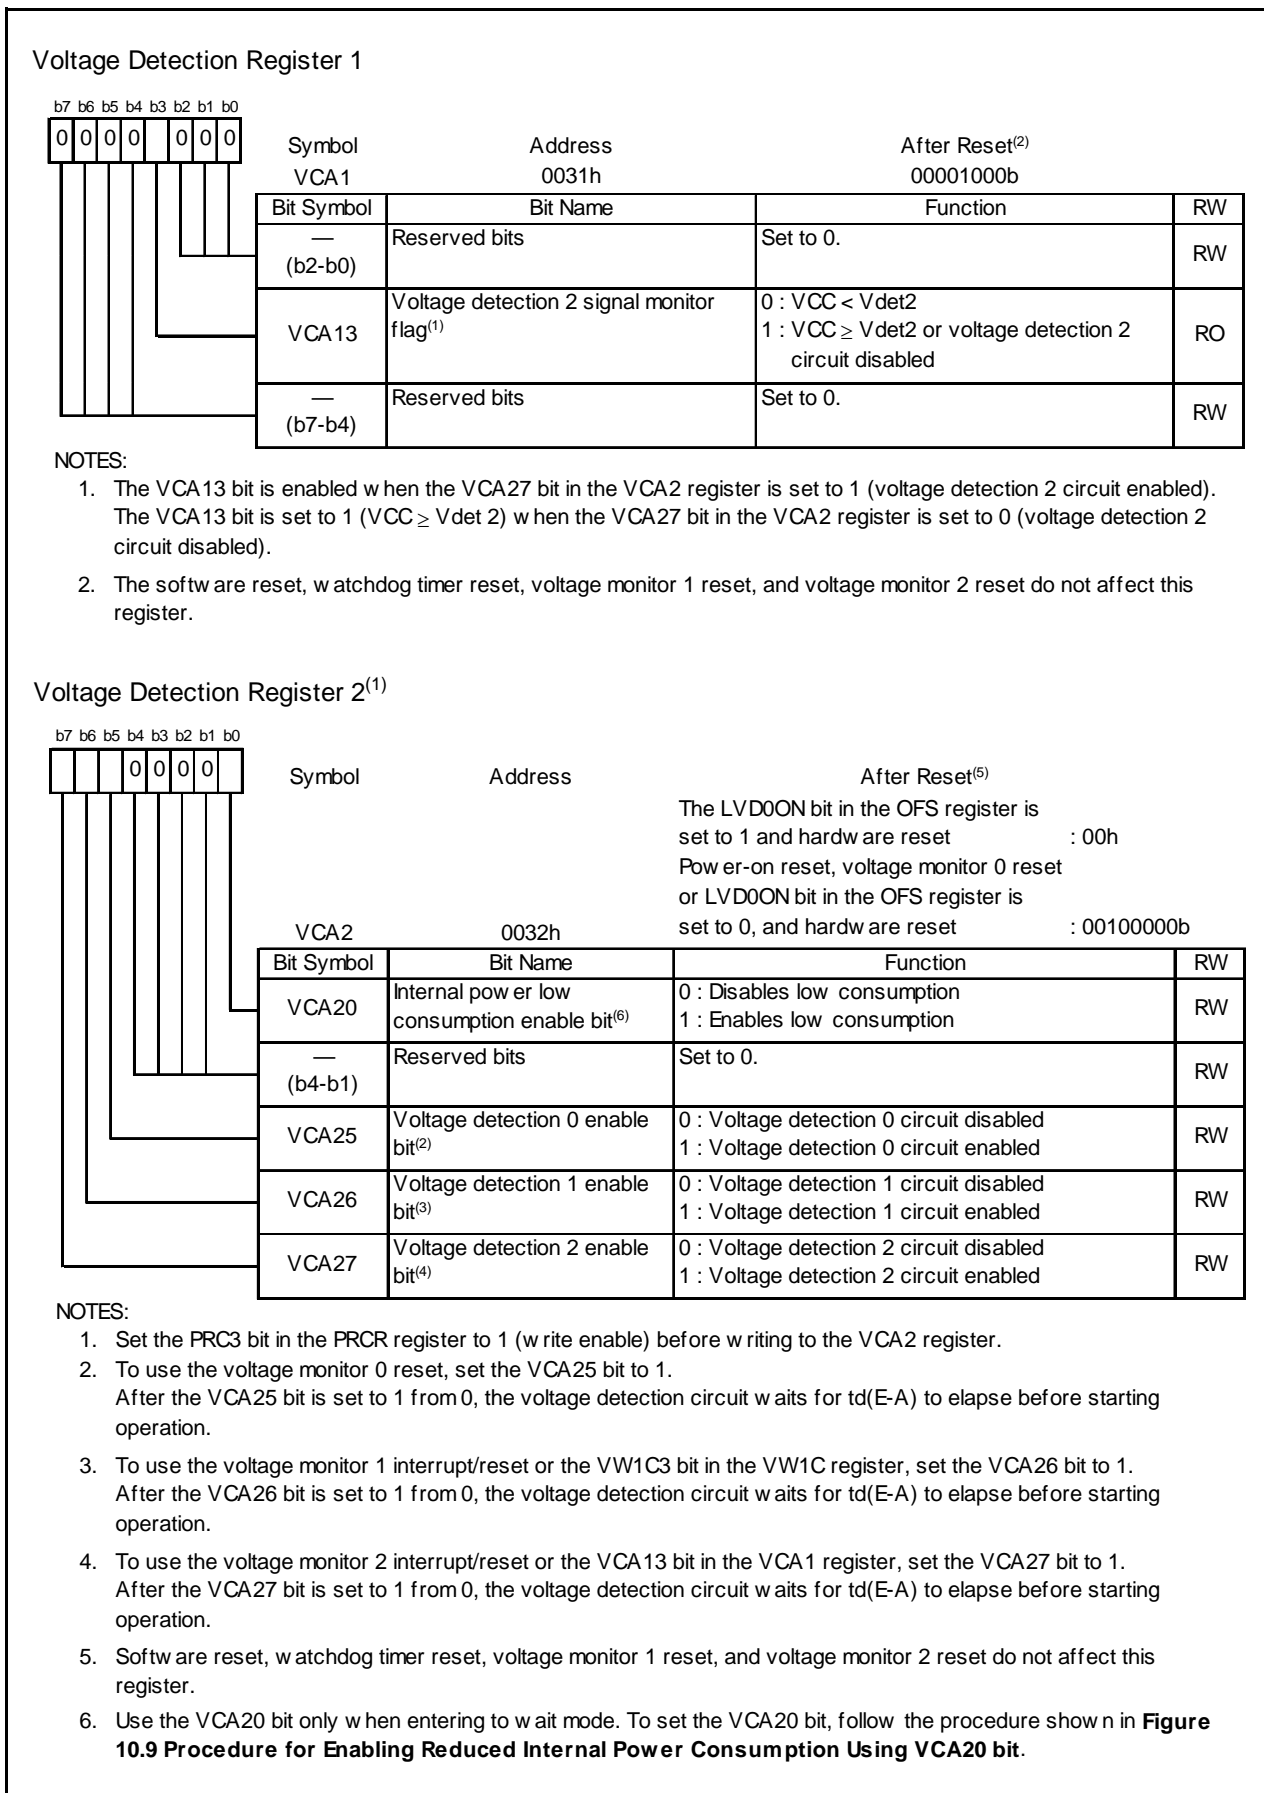 Voltage Detection Register 1
b7 b6 b5 b4 b3 b2 b1 b0
0 0 0 0 0 0 0
Symbol Address After Reset(2)
VCA1 0031h 00001000b
Bit Symbol Bit Name Function RW
— (b2-b0) Reserved bits Set to 0. RW
VCA13 Voltage detection 2 signal monitor flag(1) 0 : VCC < Vdet2
1 : VCC ≥ Vdet2 or voltage detection 2 circuit disabled RO
— (b7-b4) Reserved bits Set to 0. RW
NOTES:
1. The VCA13 bit is enabled when the VCA27 bit in the VCA2 register is set to 1 (voltage detection 2 circuit enabled).
The VCA13 bit is set to 1 (VCC ≥ Vdet 2) when the VCA27 bit in the VCA2 register is set to 0 (voltage detection 2
circuit disabled).
2. The software reset, watchdog timer reset, voltage monitor 1 reset, and voltage monitor 2 reset do not affect this
register.
Voltage Detection Register 2(1)
b7 b6 b5 b4 b3 b2 b1 b0
0 0 0 0
Symbol Address After Reset(5)
The LVD0ON bit in the OFS register is
set to 1 and hardware reset : 00h
Power-on reset, voltage monitor 0 reset
or LVD0ON bit in the OFS register is
VCA2 0032h set to 0, and hardware reset : 00100000b
Bit Symbol Bit Name Function RW
VCA20 Internal power low consumption enable bit(6) 0 : Disables low consumption
1 : Enables low consumption RW
— (b4-b1) Reserved bits Set to 0. RW
VCA25 Voltage detection 0 enable bit(2) 0 : Voltage detection 0 circuit disabled
1 : Voltage detection 0 circuit enabled RW
VCA26 Voltage detection 1 enable bit(3) 0 : Voltage detection 1 circuit disabled
1 : Voltage detection 1 circuit enabled RW
VCA27 Voltage detection 2 enable bit(4) 0 : Voltage detection 2 circuit disabled
1 : Voltage detection 2 circuit enabled RW
NOTES:
1. Set the PRC3 bit in the PRCR register to 1 (write enable) before writing to the VCA2 register.
2. To use the voltage monitor 0 reset, set the VCA25 bit to 1.
After the VCA25 bit is set to 1 from 0, the voltage detection circuit waits for td(E-A) to elapse before starting
operation.
3. To use the voltage monitor 1 interrupt/reset or the VW1C3 bit in the VW1C register, set the VCA26 bit to 1.
After the VCA26 bit is set to 1 from 0, the voltage detection circuit waits for td(E-A) to elapse before starting
operation.
4. To use the voltage monitor 2 interrupt/reset or the VCA13 bit in the VCA1 register, set the VCA27 bit to 1.
After the VCA27 bit is set to 1 from 0, the voltage detection circuit waits for td(E-A) to elapse before starting
operation.
5. Software reset, watchdog timer reset, voltage monitor 1 reset, and voltage monitor 2 reset do not affect this
register.
6. Use the VCA20 bit only when entering to wait mode. To set the VCA20 bit, follow the procedure shown in Figure
10.9 Procedure for Enabling Reduced Internal Power Consumption Using VCA20 bit.